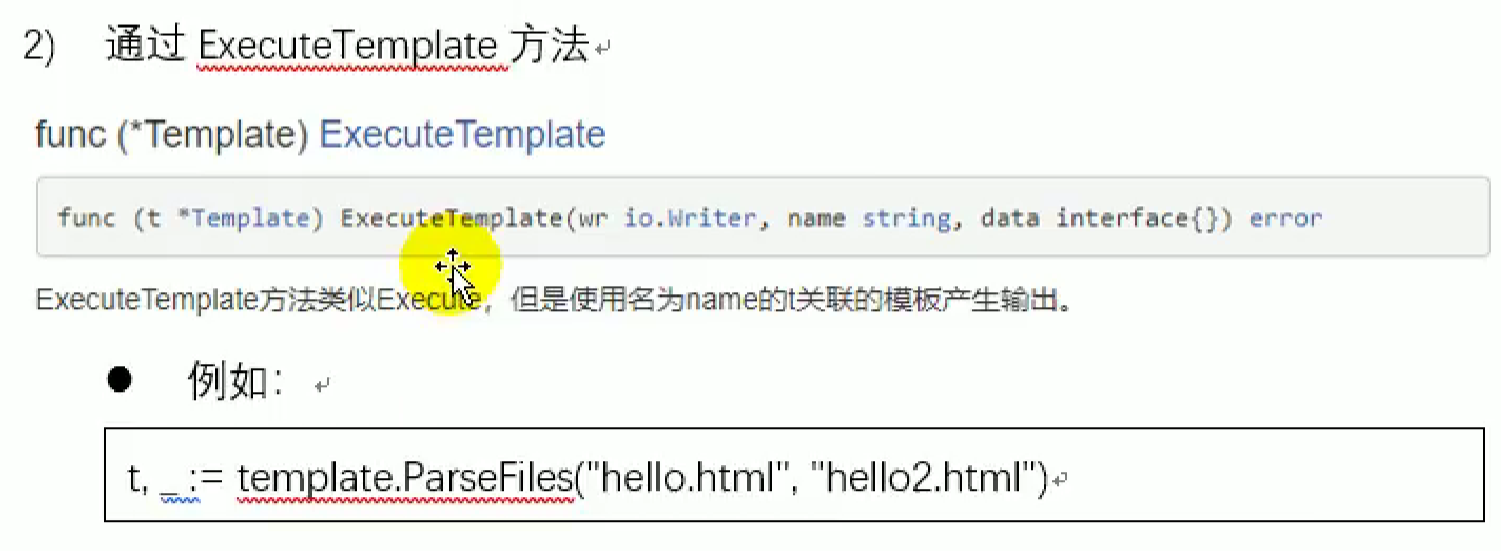 2) 通过 ExecuteTemplate 方法
func (*Template) ExecuteTemplate
func (t *Template) ExecuteTemplate(wr io.Writer, name string, data interface{}) error
ExecuteTemplate方法类似Execute，但是使用名为name的t关联的模板产生输出。
● 例如：
t, _ := template.ParseFiles("hello.html", "hello2.html")